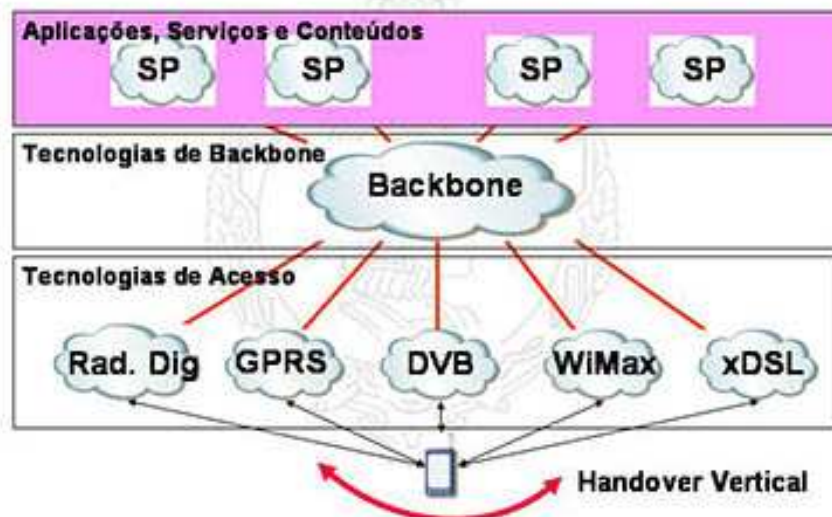 Aplicações, Serviços e Conteúdos
SP SP SP SP
Tecnologias de Backbone
Backbone
Tecnologias de Acesso
Rad. Dig GPRS DVB WiMax xDSL
Handover Vertical